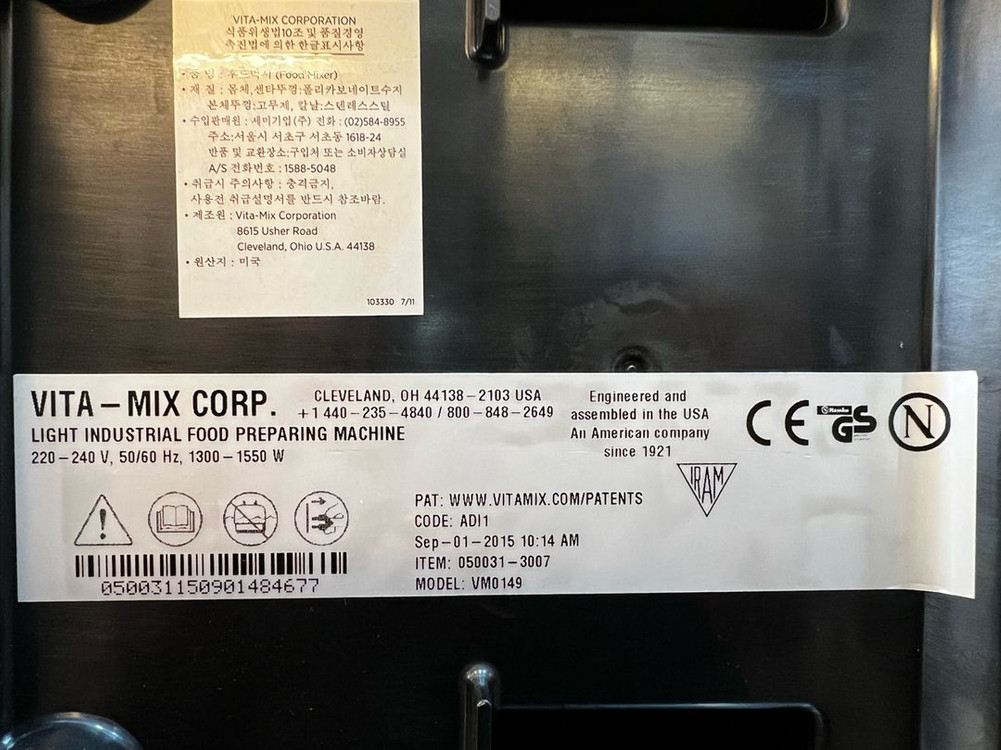 VITA-MIX CORPORATION
식품위생법10조 및 품질경영
촉진법에 의한 한글표시사항
• 품 명 : 푸드믹서 (Food Mixer)
• 재 질 : 몸체,센타뚜껑:폴리카보네이트수지
본체뚜껑:고무제, 칼날:스텐레스스틸
• 수입판매원 : 세미기업(주) 전화 : (02)584-8955
주소:서울시 서초구 서초동 1618-24
반품 및 교환장소:구입처 또는 소비자상담실
A/S 전화번호 : 1588-5048
• 취급시 주의사항 : 충격금지,
사용전 취급설명서를 반드시 참조바람.
• 제조원 : Vita-Mix Corporation
8615 Usher Road
Cleveland, Ohio U.S.A. 44138
• 원산지 : 미국
103330 7/11
VITA-MIX CORP.
CLEVELAND, OH 44138-2103 USA
+1 440-235-4840 / 800-848-2649
LIGHT INDUSTRIAL FOOD PREPARING MACHINE
220-240 V, 50/60 Hz, 1300-1550 W
Engineered and
assembled in the USA
An American company
since 1921
CE
GS
N
IRAM
PAT: WWW.VITAMIX.COM/PATENTS
CODE: ADI1
Sep-01-2015 10:14 AM
ITEM: 050031-3007
MODEL: VM0149
050031150901484677